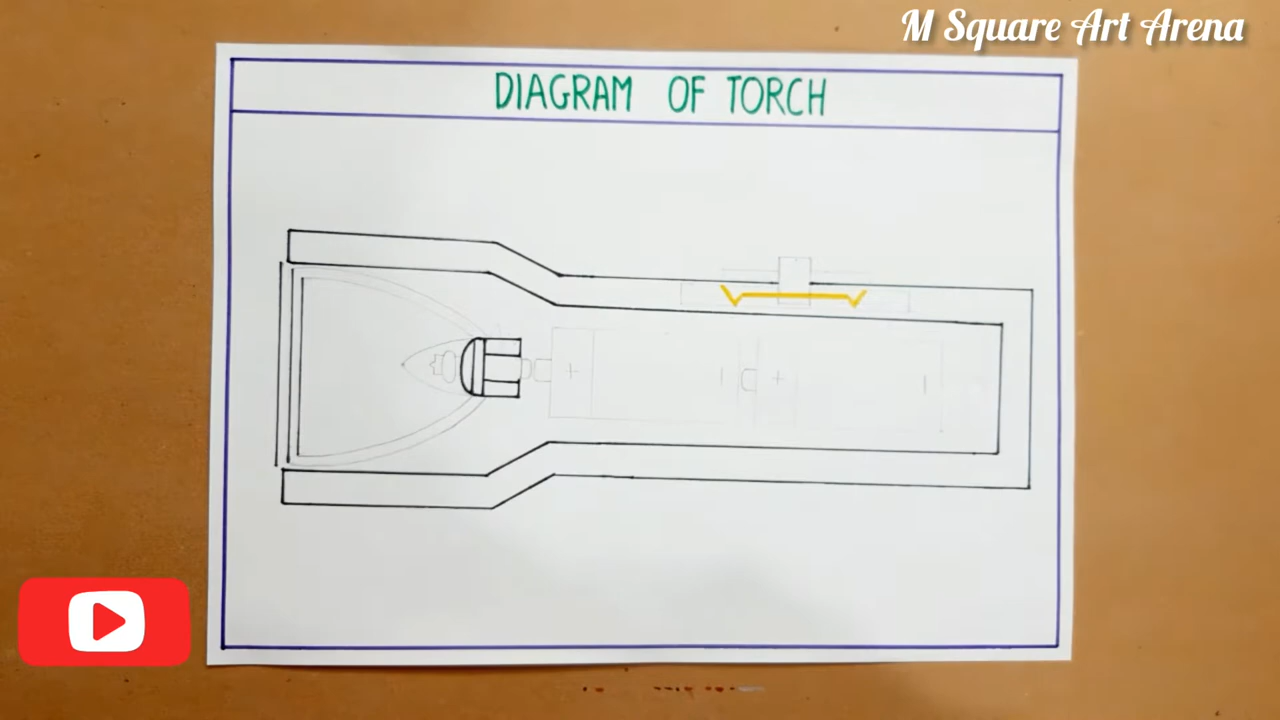 M Square Art Arena
DIAGRAM OF TORCH
+ - + -